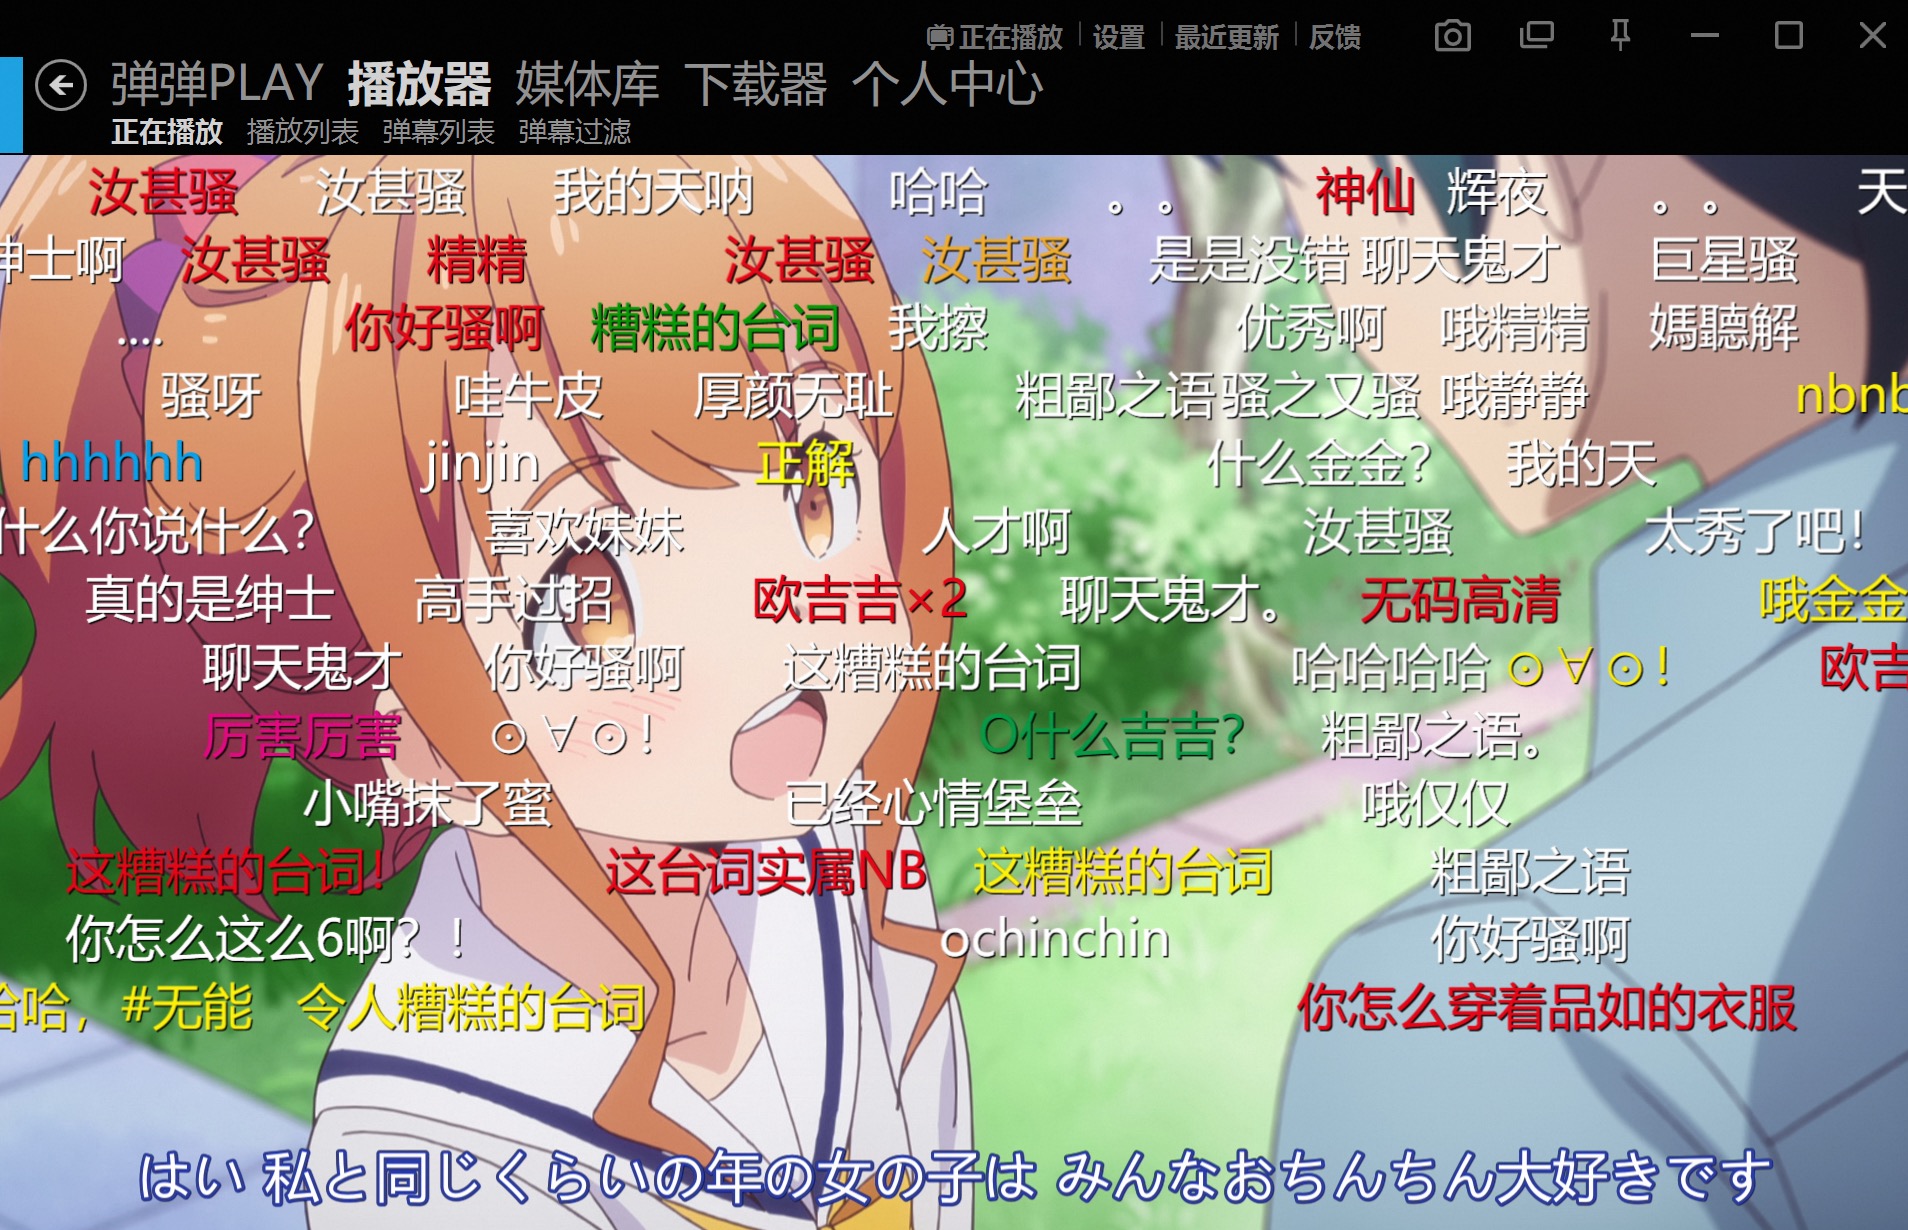 正在播放 设置 最近更新 反馈
弹弹PLAY 播放器 媒体库 下载器 个人中心
正在播放 播放列表 弹幕列表 弹幕过滤
汝甚骚 汝甚骚 我的天呐 哈哈 。。 神仙 辉夜 。。 天
绅士啊 汝甚骚 精精 汝甚骚 汝甚骚 是是没错 聊天鬼才 巨星骚
.... 你好骚啊 糟糕的台词 我擦 优秀啊 哦精精 媽聽解
骚呀 哇牛皮 厚颜无耻 粗鄙之语 骚之又骚 哦静静 nbnb
hhhhhh jinjin 正解 什么金金？ 我的天
什么你说什么？ 喜欢妹妹 人才啊 汝甚骚 太秀了吧！
真的是绅士 高手过招 欧吉吉×2 聊天鬼才。 无码高清 哦金金
聊天鬼才 你好骚啊 这糟糕的台词 哈哈哈哈 ⊙∀⊙！ 欧吉
厉害厉害 ⊙∀⊙！ O什么吉吉？ 粗鄙之语。
小嘴抹了蜜 已经心情堡垒 哦仅仅
这糟糕的台词！ 这台词实属NB 这糟糕的台词 粗鄙之语
你怎么这么6啊？！ ochinchin 你好骚啊
哈哈，#无能 令人糟糕的台词 你怎么穿着品如的衣服
はい 私と同じくらいの年の女の子は みんなおちんちん大好きです